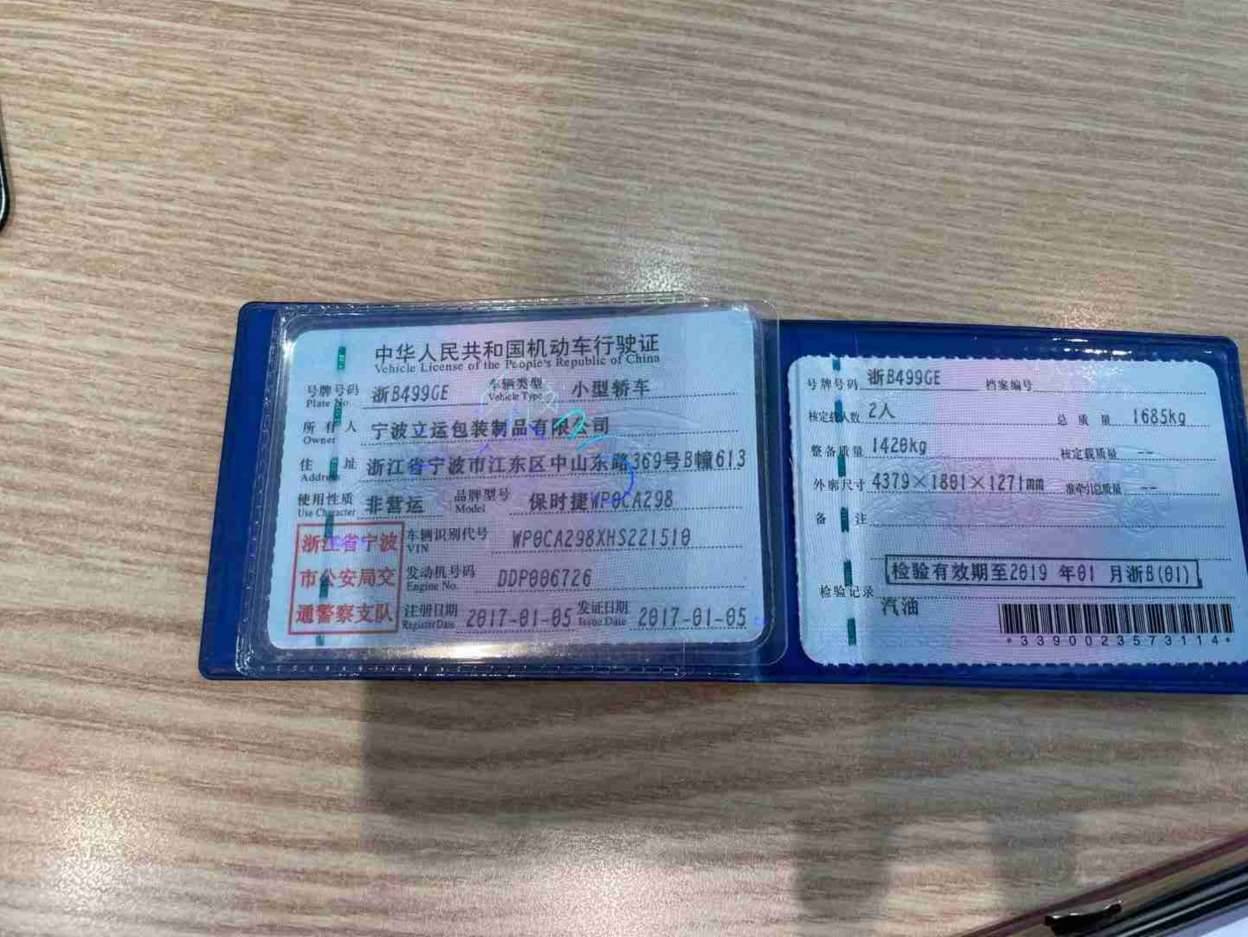 中华人民共和国机动车行驶证
Vehicle License of the People's Republic of China
号牌号码 浙B499GE 车辆类型 小型轿车
Plate No. Vehicle Type
所有人 宁波立运包装制品有限公司
Owner
住址 浙江省宁波市江东区中山东路369号B幢613
Address
使用性质 非营运 品牌型号 保时捷WP0CA298
Use Character Model
浙江省宁波
市公安局交
通警察支队
车辆识别代号 WP0CA298XHS221510
VIN
发动机号码 DDP006726
Engine No.
注册日期 2017-01-05 发证日期 2017-01-05
Register Date Issue Date
号牌号码 浙B499GE 档案编号
核定载人数 2人 总质量 1685kg
整备质量 1420kg 核定载质量 --
外廓尺寸 4379×1801×1271mm 准牵引总质量 --
备注
检验有效期至2019 年01 月浙B(01)
检验记录
汽油
*3390023573114*